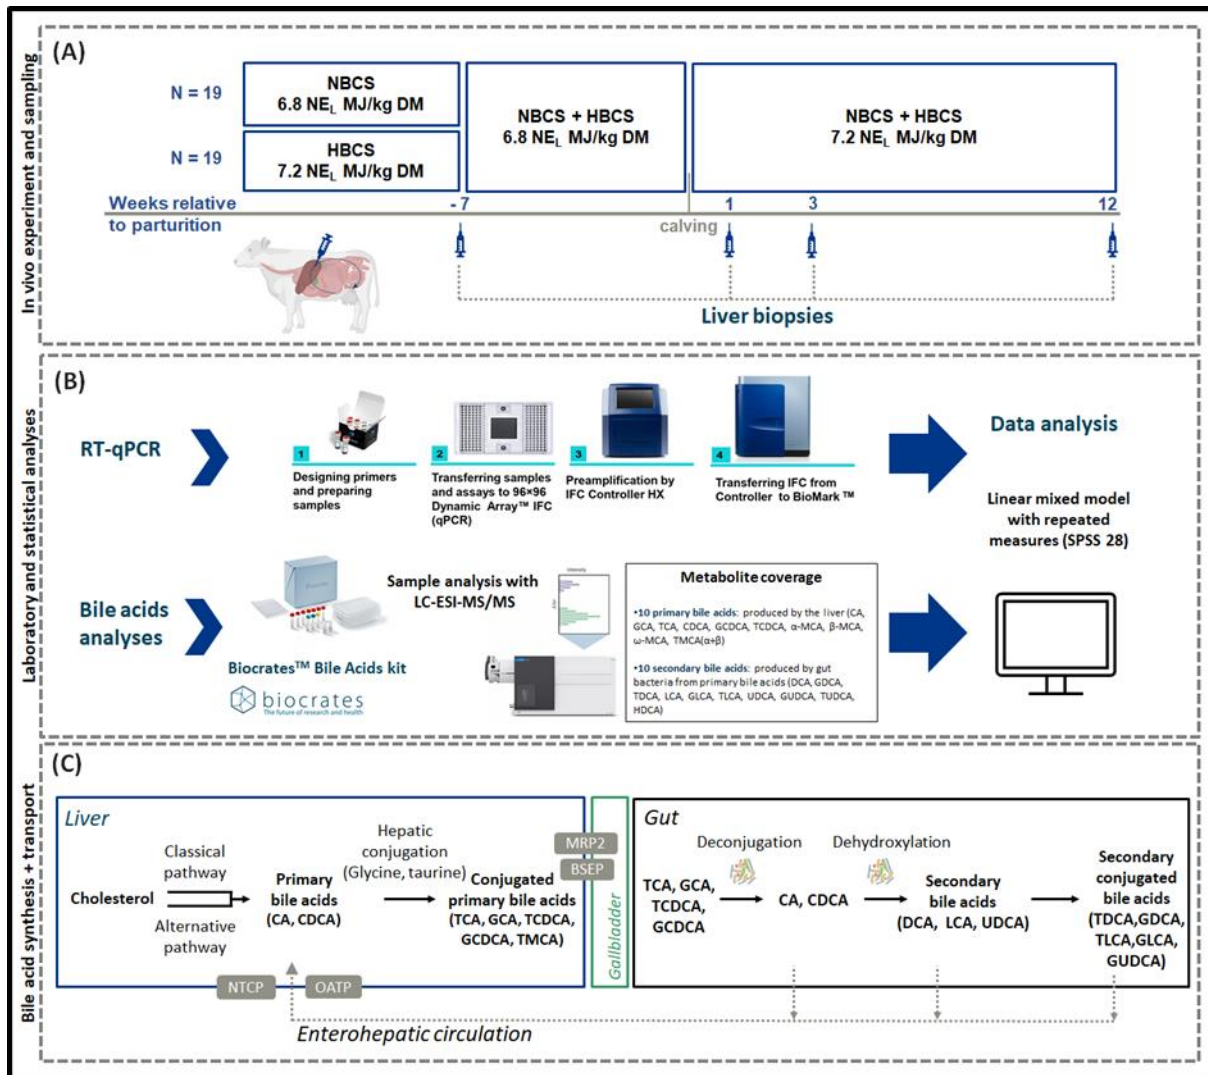 In vivo experiment and sampling
(A)
N = 19
NBCS
6.8 NEL MJ/kg DM
N = 19
HBCS
7.2 NEL MJ/kg DM
NBCS + HBCS
6.8 NEL MJ/kg DM
NBCS + HBCS
7.2 NEL MJ/kg DM
Weeks relative
to parturition
- 7
calving
1
3
12
Liver biopsies
Laboratory and statistical analyses
(B)
RT-qPCR
1
Designing primers
and preparing
samples
2
Transferring samples
and assays to 96×96
Dynamic Array™ IFC
(qPCR)
3
Preamplification by
IFC Controller HX
4
Transferring IFC from
Controller to BioMark ™
Data analysis
Linear mixed model
with repeated
measures (SPSS 28)
Bile acids
analyses
Biocrates™ Bile Acids kit
biocrates
The future of research and health
Sample analysis with
LC-ESI-MS/MS
Intensity
Metabolite coverage
•10 primary bile acids: produced by the liver (CA,
GCA, TCA, CDCA, GCDCA, TCDCA, α-MCA, β-MCA,
ω-MCA, TMCA(α+β)
•10 secondary bile acids: produced by gut
bacteria from primary bile acids (DCA, GDCA,
TDCA, LCA, GLCA, TLCA, UDCA, GUDCA, TUDCA,
HDCA)
Bile acid synthesis + transport
(C)
Liver
Cholesterol
Classical
pathway
Alternative
pathway
Primary
bile acids
(CA, CDCA)
Hepatic
conjugation
(Glycine, taurine)
Conjugated
primary bile acids
(TCA, GCA, TCDCA,
GCDCA, TMCA)
MRP2
BSEP
NTCP
OATP
Gallbladder
Gut
TCA, GCA,
TCDCA,
GCDCA
Deconjugation
CA, CDCA
Dehydroxylation
Secondary
bile acids
(DCA, LCA, UDCA)
Secondary
conjugated
bile acids
(TDCA,GDCA,
TLCA,GLCA,
GUDCA)
Enterohepatic circulation